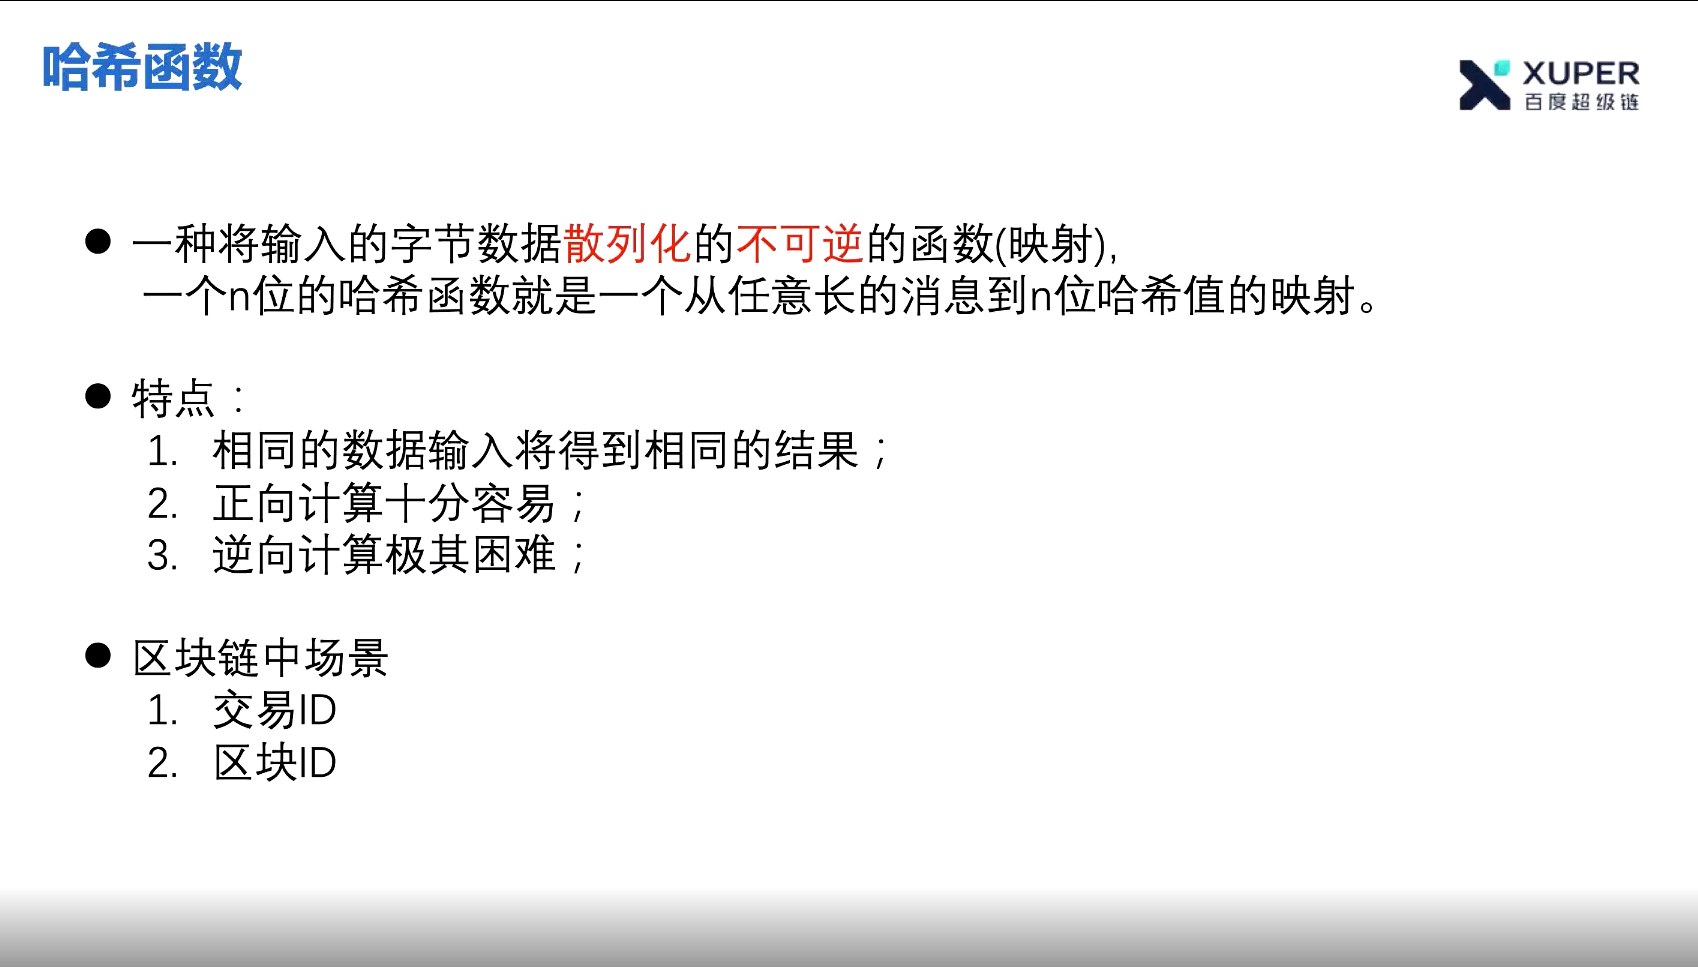 哈希函数
XUPER
百度超级链
● 一种将输入的字节数据散列化的不可逆的函数(映射),
一个n位的哈希函数就是一个从任意长的消息到n位哈希值的映射。
● 特点：
1. 相同的数据输入将得到相同的结果；
2. 正向计算十分容易；
3. 逆向计算极其困难；
● 区块链中场景
1. 交易ID
2. 区块ID